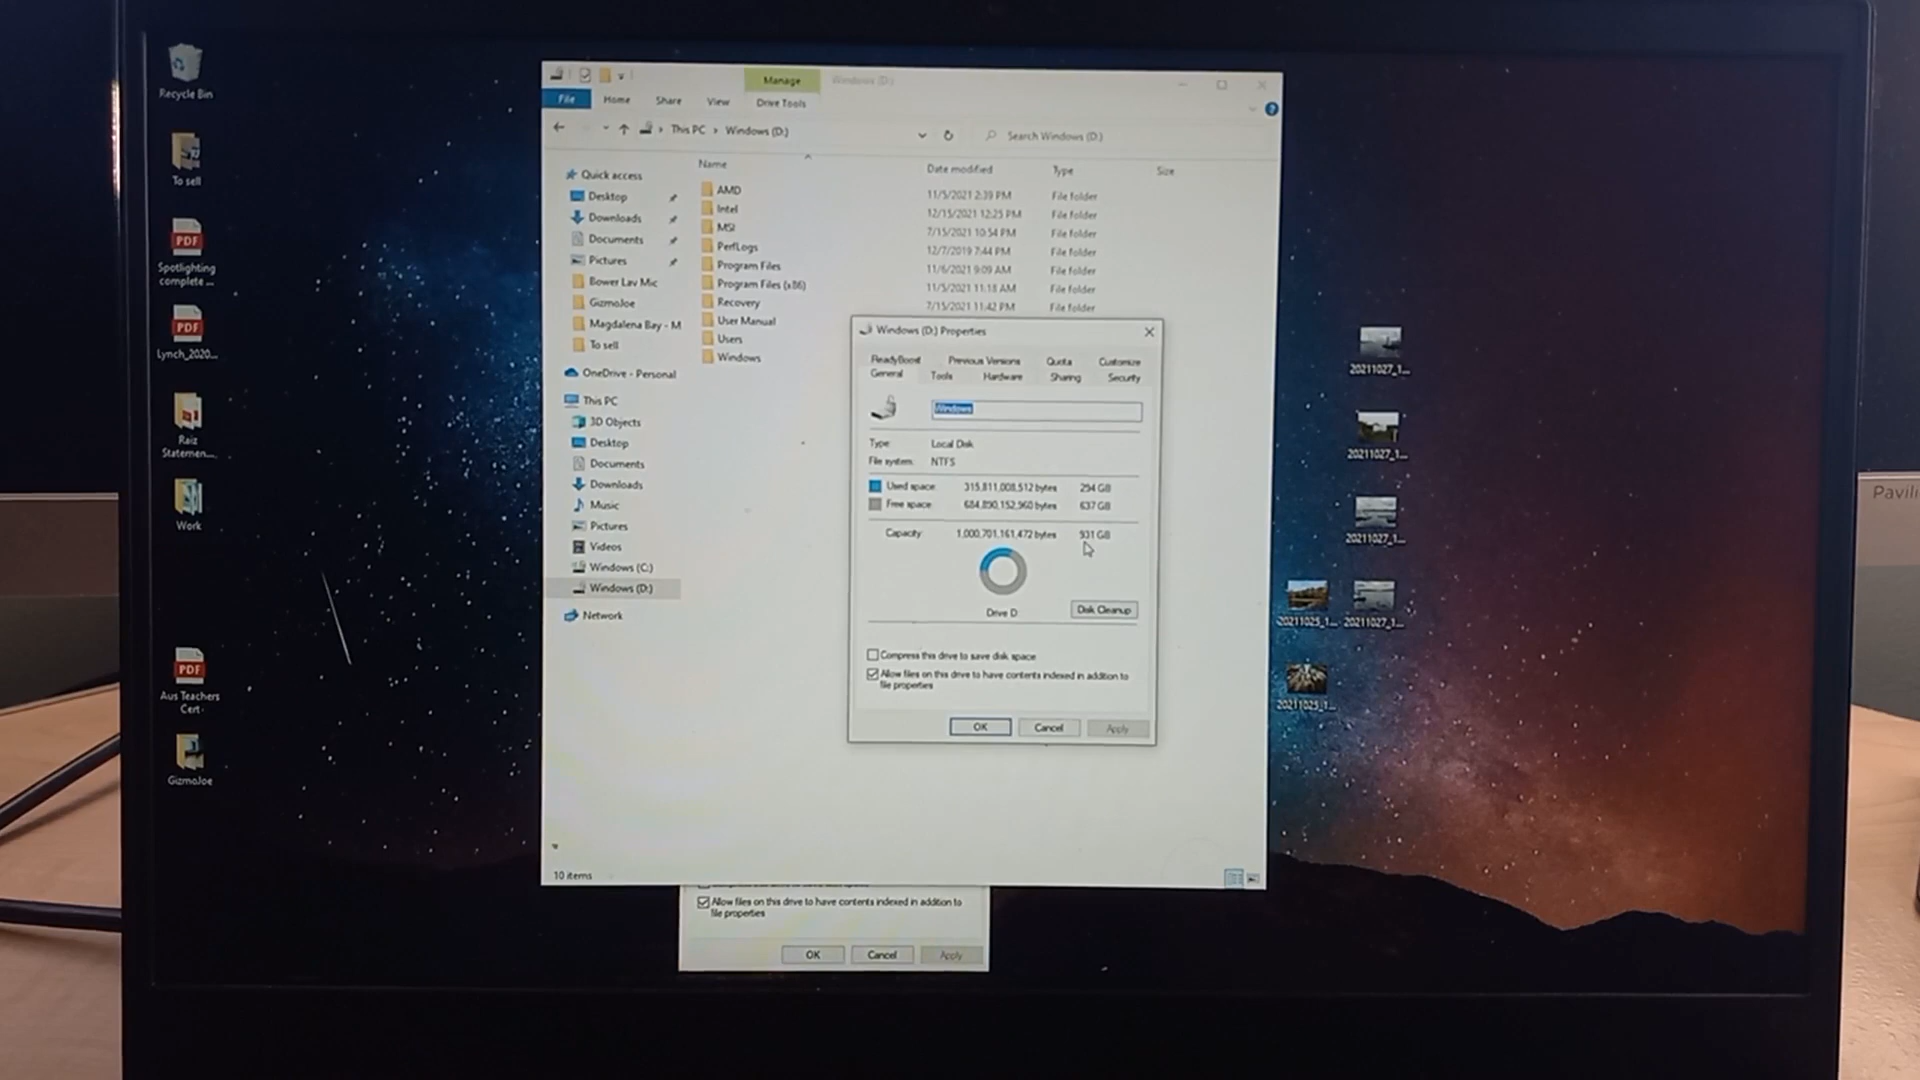 Recycle Bin
To sell
Spotlighting
complete ...
Lynch_2020...
Raiz
Statemen...
Work
Aus Teachers
Cert-
GizmoJoe
Manage
Windows (D:)
File
Home
Share
View
Drive Tools
This PC > Windows (D:)
Search Windows (D:)
Quick access
Desktop
Downloads
Documents
Pictures
Bower Lav Mic
GizmoJoe
Magdalena Bay - M
To sell
OneDrive - Personal
This PC
3D Objects
Desktop
Documents
Downloads
Music
Pictures
Videos
Windows (C:)
Windows (D:)
Network
Name Date modified Type Size
AMD 11/5/2021 2:39 PM File folder
Intel 12/15/2021 12:25 PM File folder
MSI 7/15/2021 10:54 PM File folder
PerfLogs 12/7/2019 7:44 PM File folder
Program Files 11/6/2021 9:09 AM File folder
Program Files (x86) 11/5/2021 11:18 AM File folder
Recovery 7/15/2021 11:42 PM File folder
User Manual
Users
Windows
10 items
Windows (D:) Properties
ReadyBoost Previous Versions Quota Customize
General Tools Hardware Sharing Security
Windows
Type: Local Disk
File system: NTFS
Used space: 315,811,008,512 bytes 294 GB
Free space: 684,890,152,960 bytes 637 GB
Capacity: 1,000,701,161,472 bytes 931 GB
Drive D
Disk Cleanup
Compress this drive to save disk space
Allow files on this drive to have contents indexed in addition to
file properties
OK Cancel Apply
Allow files on this drive to have contents indexed in addition to
file properties
OK Cancel Apply
20211027_1...
20211027_1...
20211027_1...
20211025_1... 20211027_1...
20211025_1...
Pavili
PDF
PDF
PDF